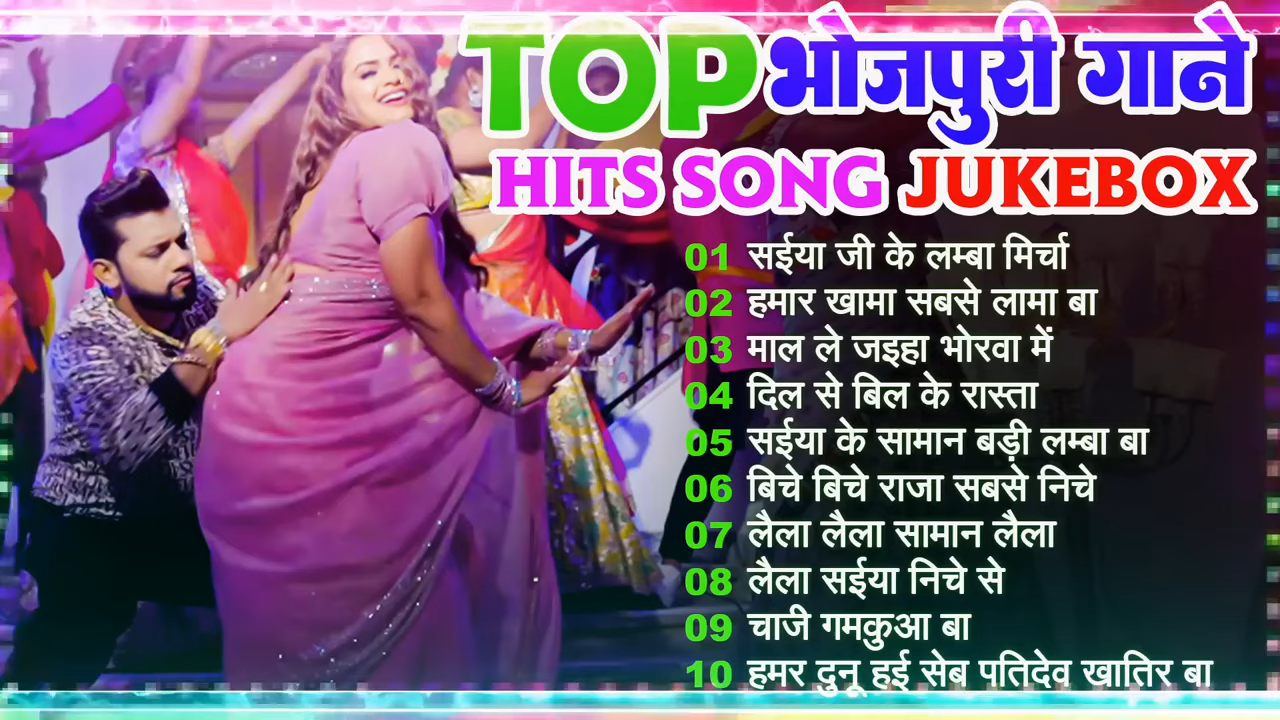 TOP भोजपुरी गाने
HITS SONG JUKEBOX
01 सईया जी के लम्बा मिर्चा
02 हमार खामा सबसे लामा बा
03 माल ले जइहा भोरवा में
04 दिल से बिल के रास्ता
05 सईया के सामान बड़ी लम्बा बा
06 बिचे बिचे राजा सबसे निचे
07 लैला लैला सामान लैला
08 लैला सईया निचे से
09 चाजी गमकुआ बा
10 हमर दुनू हई सेब पतिदेव खातिर बा